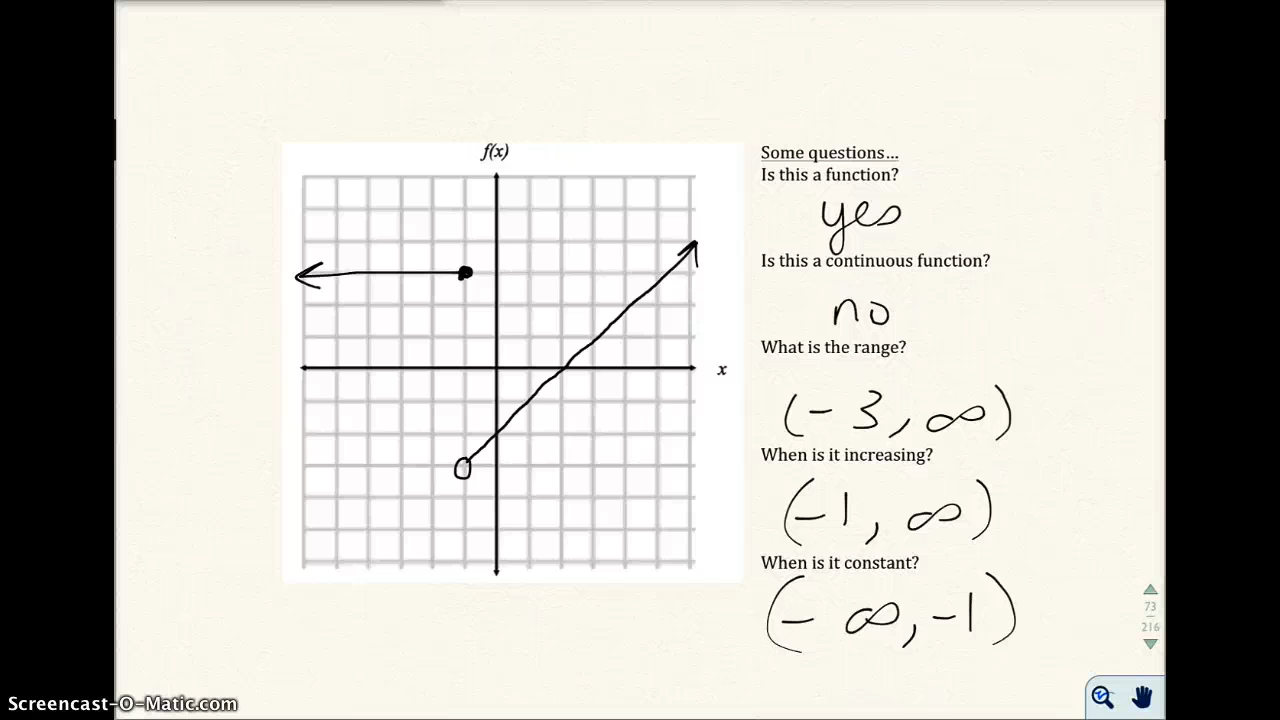 f(x)
x
Some questions...
Is this a function?
yes
Is this a continuous function?
no
What is the range?
(-3, ∞)
When is it increasing?
(-1, ∞)
When is it constant?
(-∞, -1)
73
216
Screencast-O-Matic.com